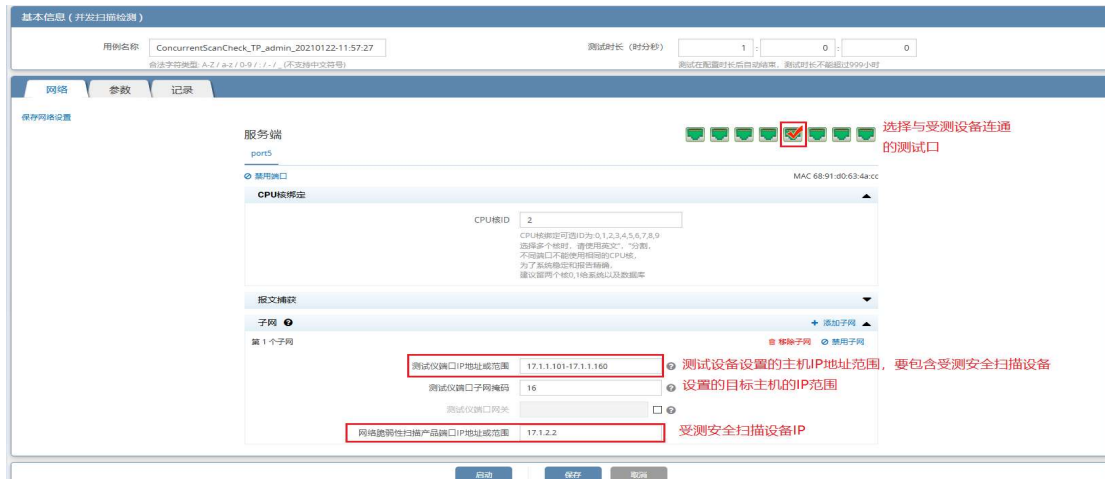 基本信息 ( 并发扫描检测 )
用例名称 ConcurrentScanCheck_TP_admin_20210122-11:57:27 测试时长 (时分秒) 1 : 0 : 0
合法字符类型: A-Z / a-z / 0-9 / : / - / _ (不支持中文符号) 测试在配置时长后自动结束，测试时长不能超过999小时
网络 参数 记录
保存网络设置
服务端
选择与受测设备连通
的测试口
port5
禁用端口 MAC 68:91:d0:63:4a:cc
CPU核绑定
CPU核ID 2
CPU核绑定可选ID为:0,1,2,3,4,5,6,7,8,9
选择多个核时，请使用英文","分割，
不同端口不能使用相同的CPU核，
为了系统稳定和报告精确，
建议留两个核0,1给系统以及数据库
报文捕获
子网 + 添加子网
第 1 个子网 移除子网 禁用子网
测试仪端口IP地址或范围 17.1.1.101-17.1.1.160 测试设备设置的主机IP地址范围，要包含受测安全扫描设备
测试仪端口子网掩码 16 设置的目标主机的IP范围
测试仪端口网关
网络脆弱性扫描产品端口IP地址或范围 17.1.2.2 受测安全扫描设备IP
启动 保存 取消